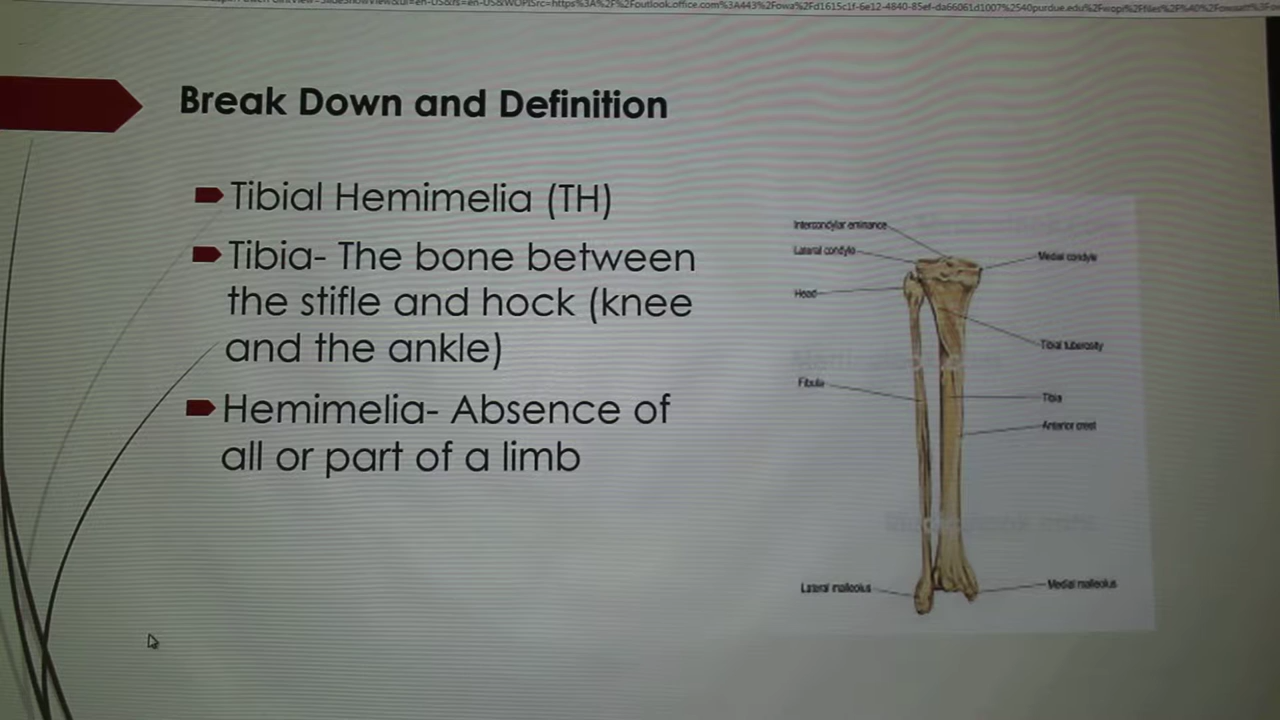 Break Down and Definition
Tibial Hemimelia (TH)
Tibia- The bone between
the stifle and hock (knee
and the ankle)
Hemimelia- Absence of
all or part of a limb
Intercondylar eminance
Lateral condyle
Medial condyle
Head
Tibial tuberosity
Fibula
Tibia
Anterior crest
Lateral malleolus
Medial malleolus